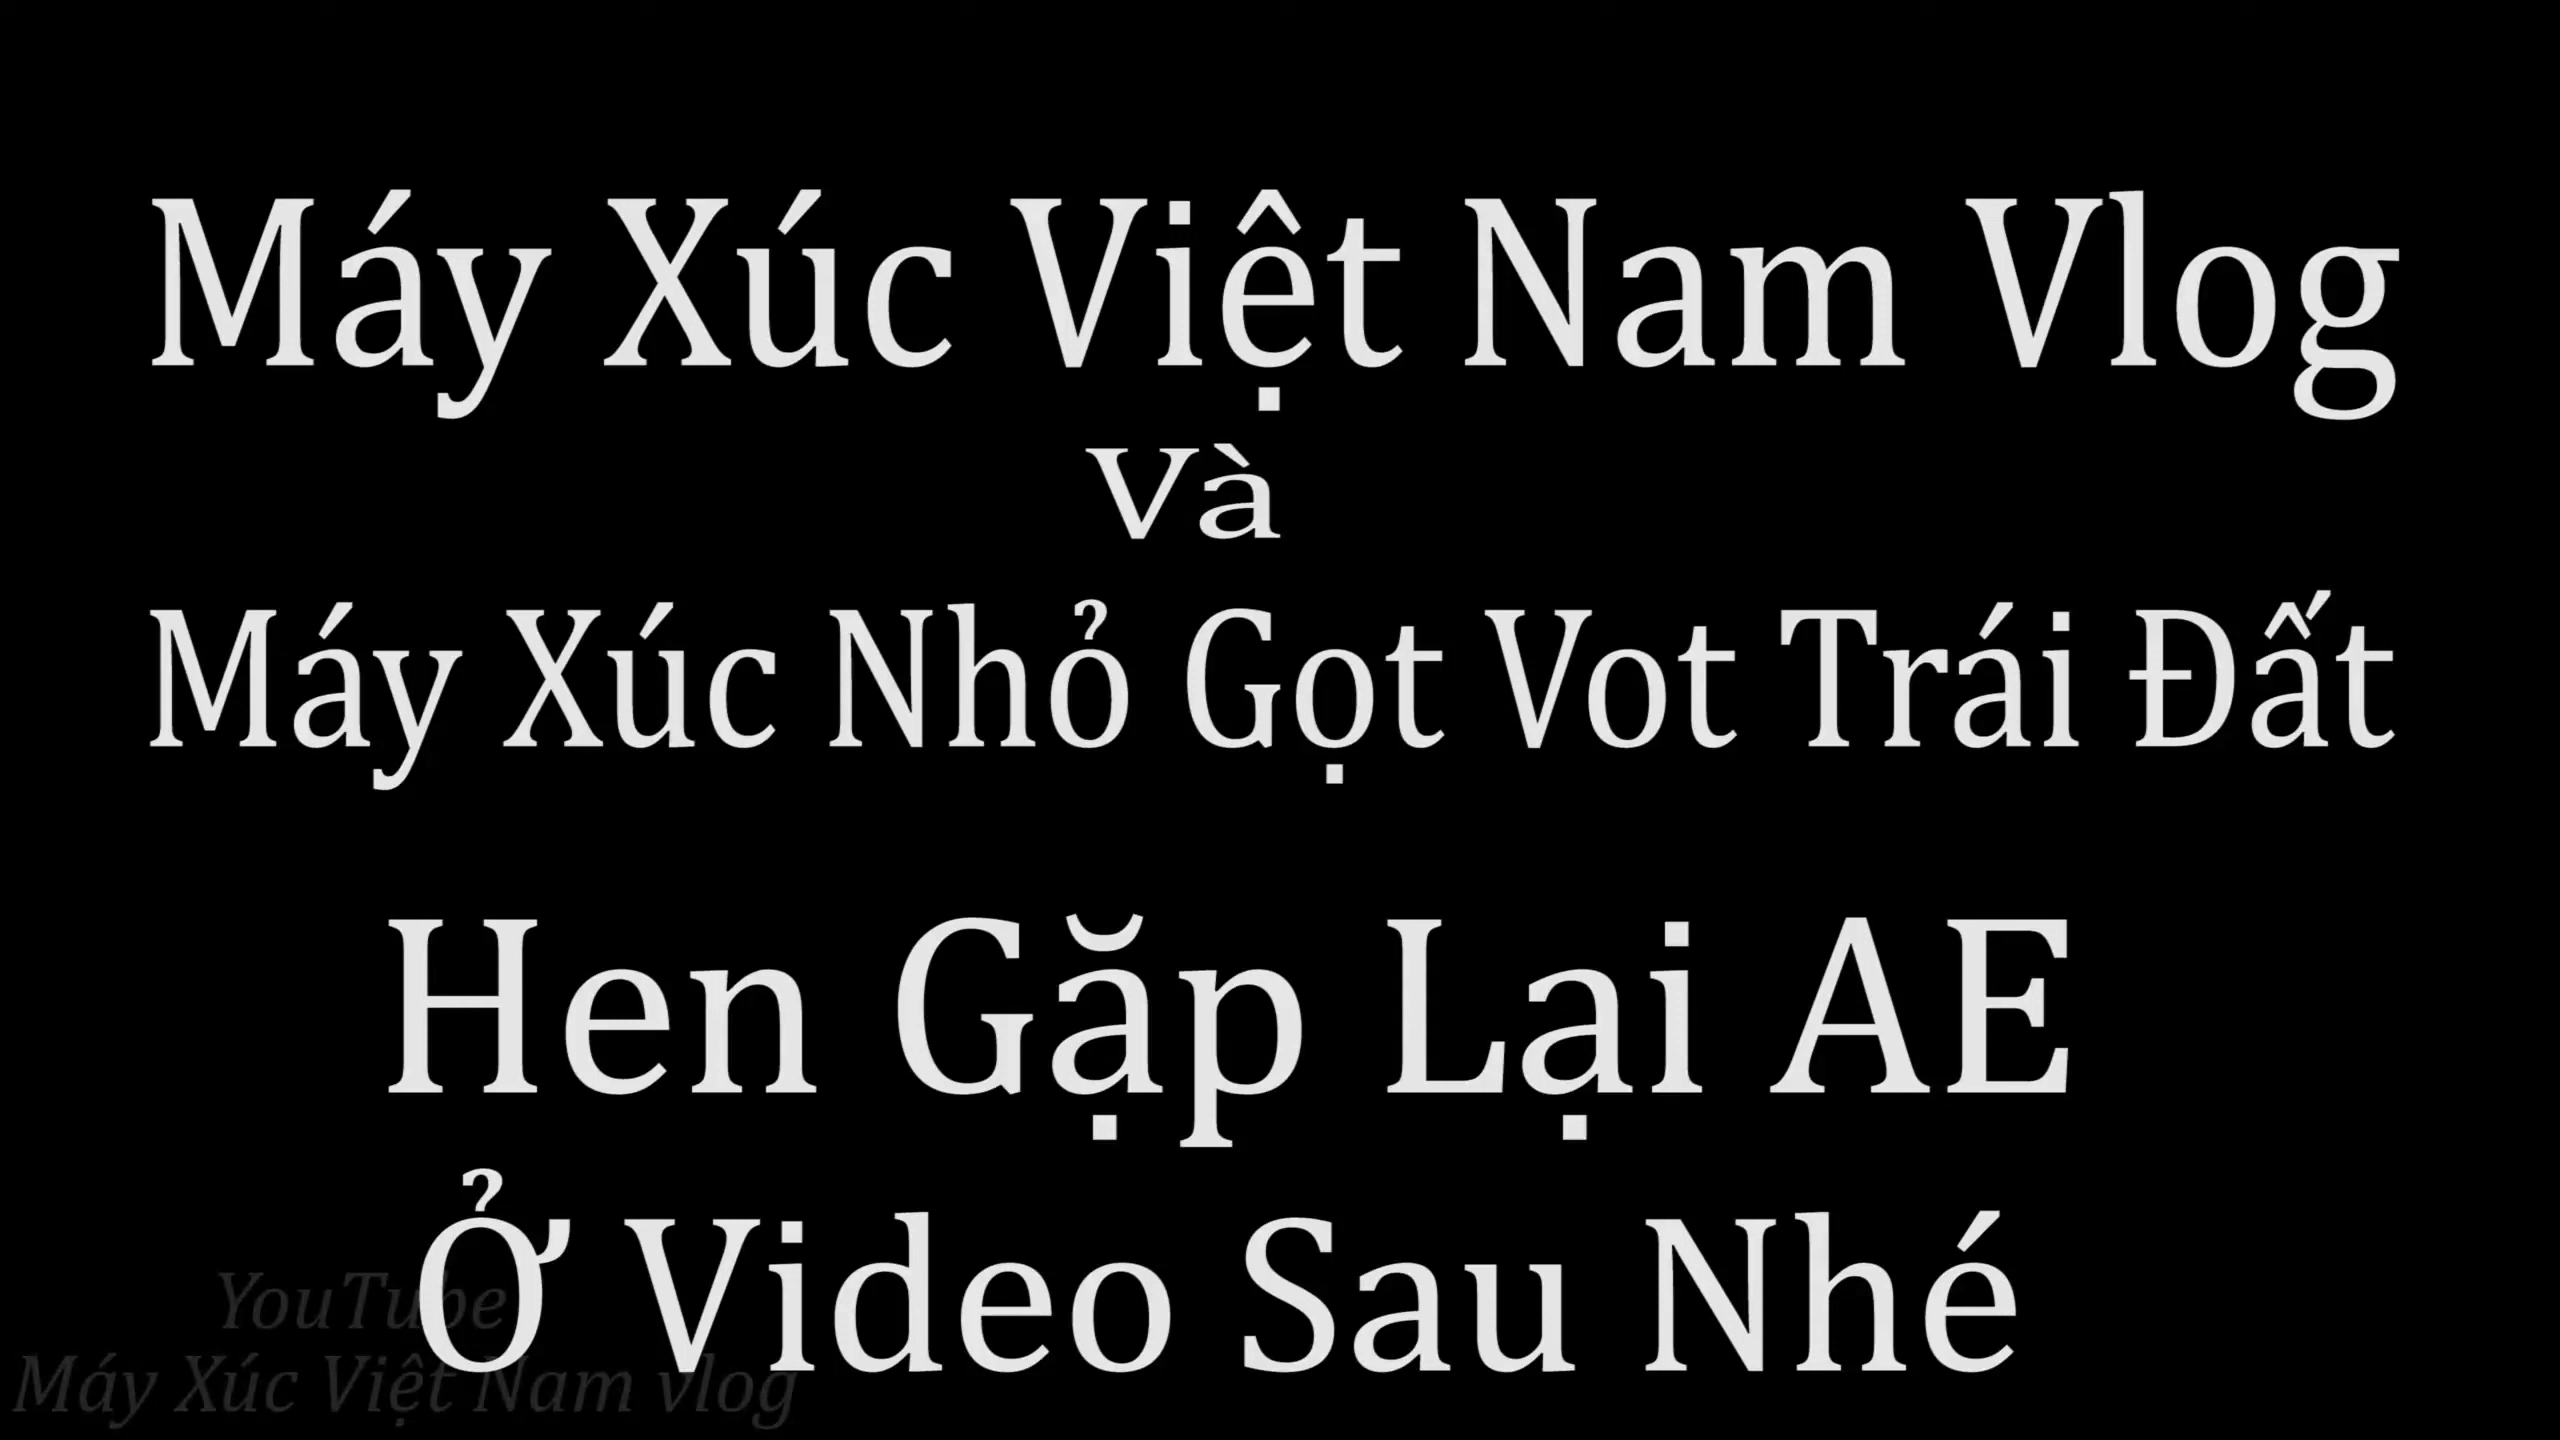 Máy Xúc Việt Nam Vlog
và
Máy Xúc Nhỏ Gọt Vot Trái Đất
Hen Gặp Lại AE
Ở Video Sau Nhé
YouTube
Máy Xúc Việt Nam vlog